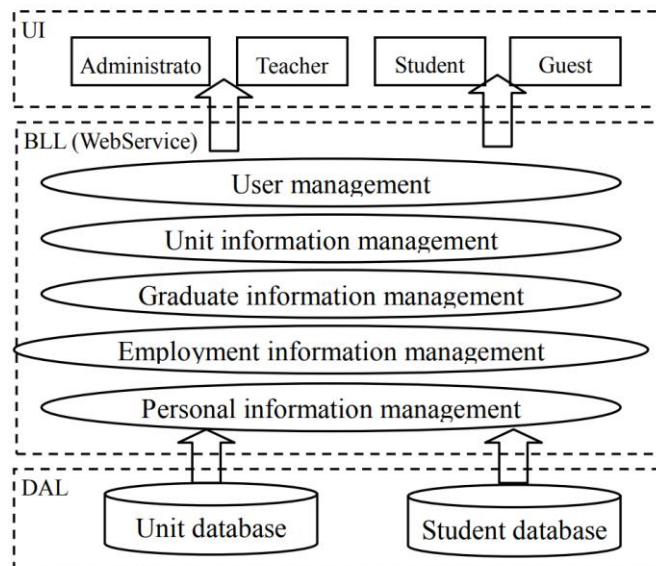 UI
Administrato
Teacher
Student
Guest
BLL (WebService)
User management
Unit information management
Graduate information management
Employment information management
Personal information management
DAL
Unit database
Student database